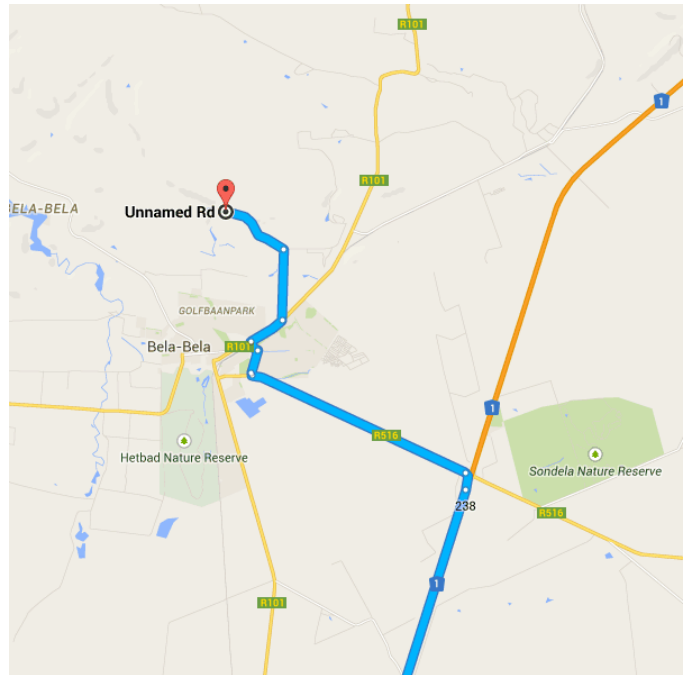 R101
1
R101
Unnamed Rd
BELA-BELA
GOLFBAANPARK
Bela-Bela
R101
1
R516
Hetbad Nature Reserve
Sondela Nature Reserve
238
R516
1
R101